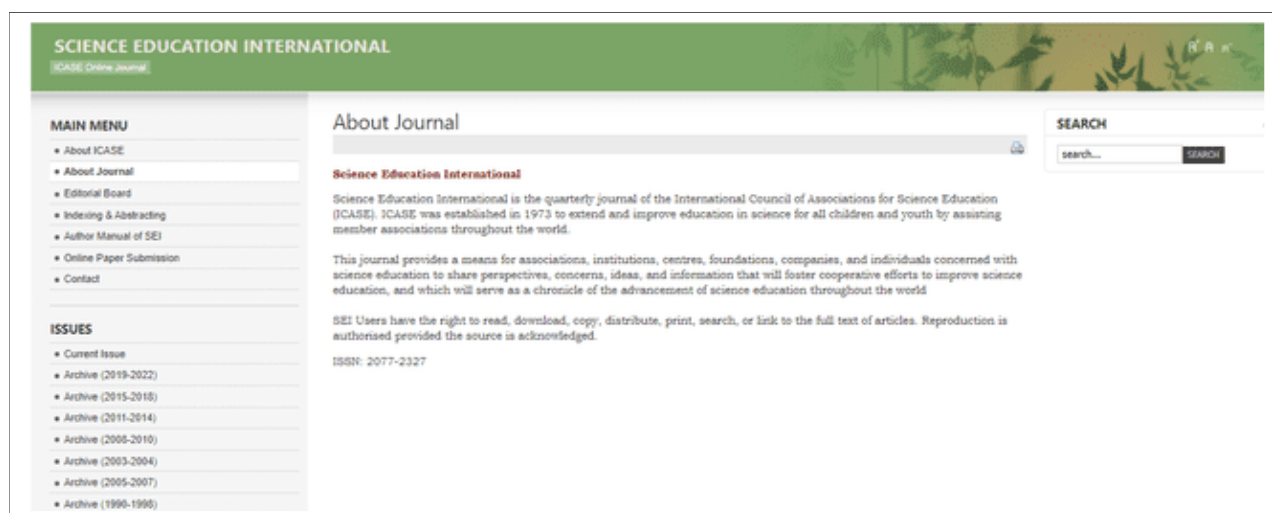 SCIENCE EDUCATION INTERNATIONAL
ICASE Online Journal
A+ A A-
MAIN MENU
About ICASE
About Journal
Editorial Board
Indexing & Abstracting
Author Manual of SEI
Online Paper Submission
Contact
ISSUES
Current Issue
Archive (2019-2022)
Archive (2015-2018)
Archive (2011-2014)
Archive (2008-2010)
Archive (2003-2004)
Archive (2005-2007)
Archive (1990-1998)
About Journal
Science Education International
Science Education International is the quarterly journal of the International Council of Associations for Science Education
(ICASE). ICASE was established in 1973 to extend and improve education in science for all children and youth by assisting
member associations throughout the world.
This journal provides a means for associations, institutions, centres, foundations, companies, and individuals concerned with
science education to share perspectives, concerns, ideas, and information that will foster cooperative efforts to improve science
education, and which will serve as a chronicle of the advancement of science education throughout the world
SEI Users have the right to read, download, copy, distribute, print, search, or link to the full text of articles. Reproduction is
authorised provided the source is acknowledged.
ISSN: 2077-2327
SEARCH
search...
SEARCH